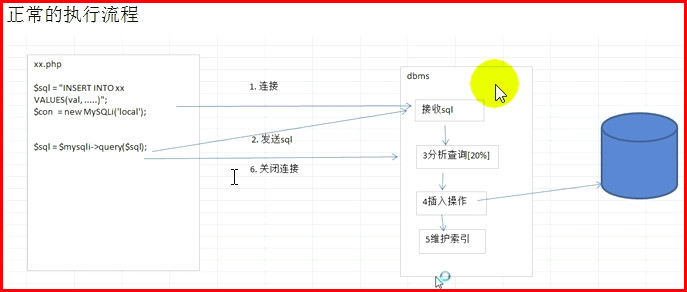 正常的执行流程
xx.php
$sql = "INSERT INTO xx
VALUES(val, .....)";
$con = new MySQLi('local');
$sql = $mysqli->query($sql);
1. 连接
2. 发送sql
6. 关闭连接
dbms
接收sql
3分析查询[20%]
4插入操作
5维护索引